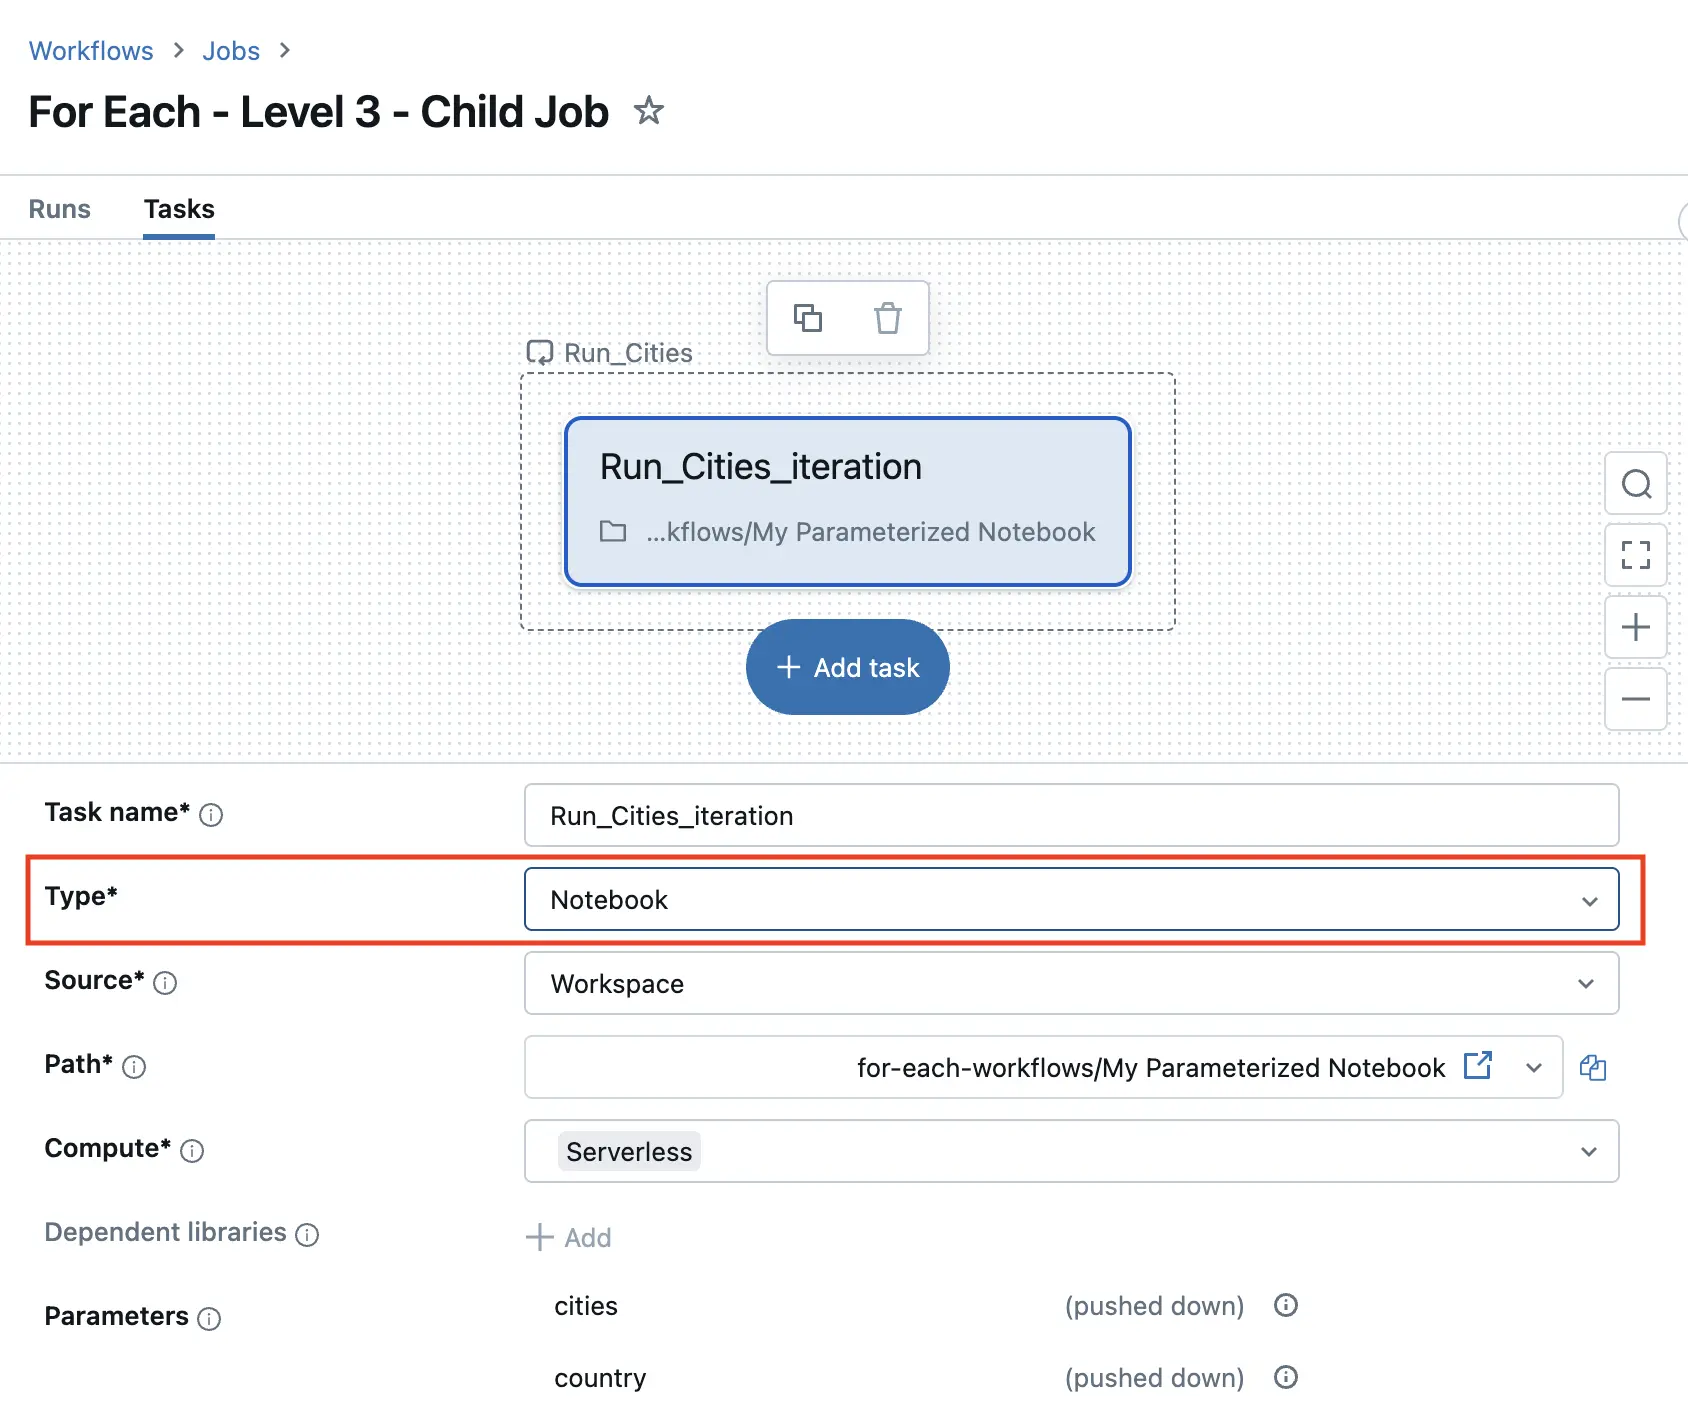 Workflows > Jobs >
For Each - Level 3 - Child Job
Runs Tasks
Run_Cities
Run_Cities_iteration
...kflows/My Parameterized Notebook
+ Add task
Task name* Run_Cities_iteration
Type* Notebook
Source* Workspace
Path* for-each-workflows/My Parameterized Notebook
Compute* Serverless
Dependent libraries + Add
Parameters cities (pushed down)
country (pushed down)